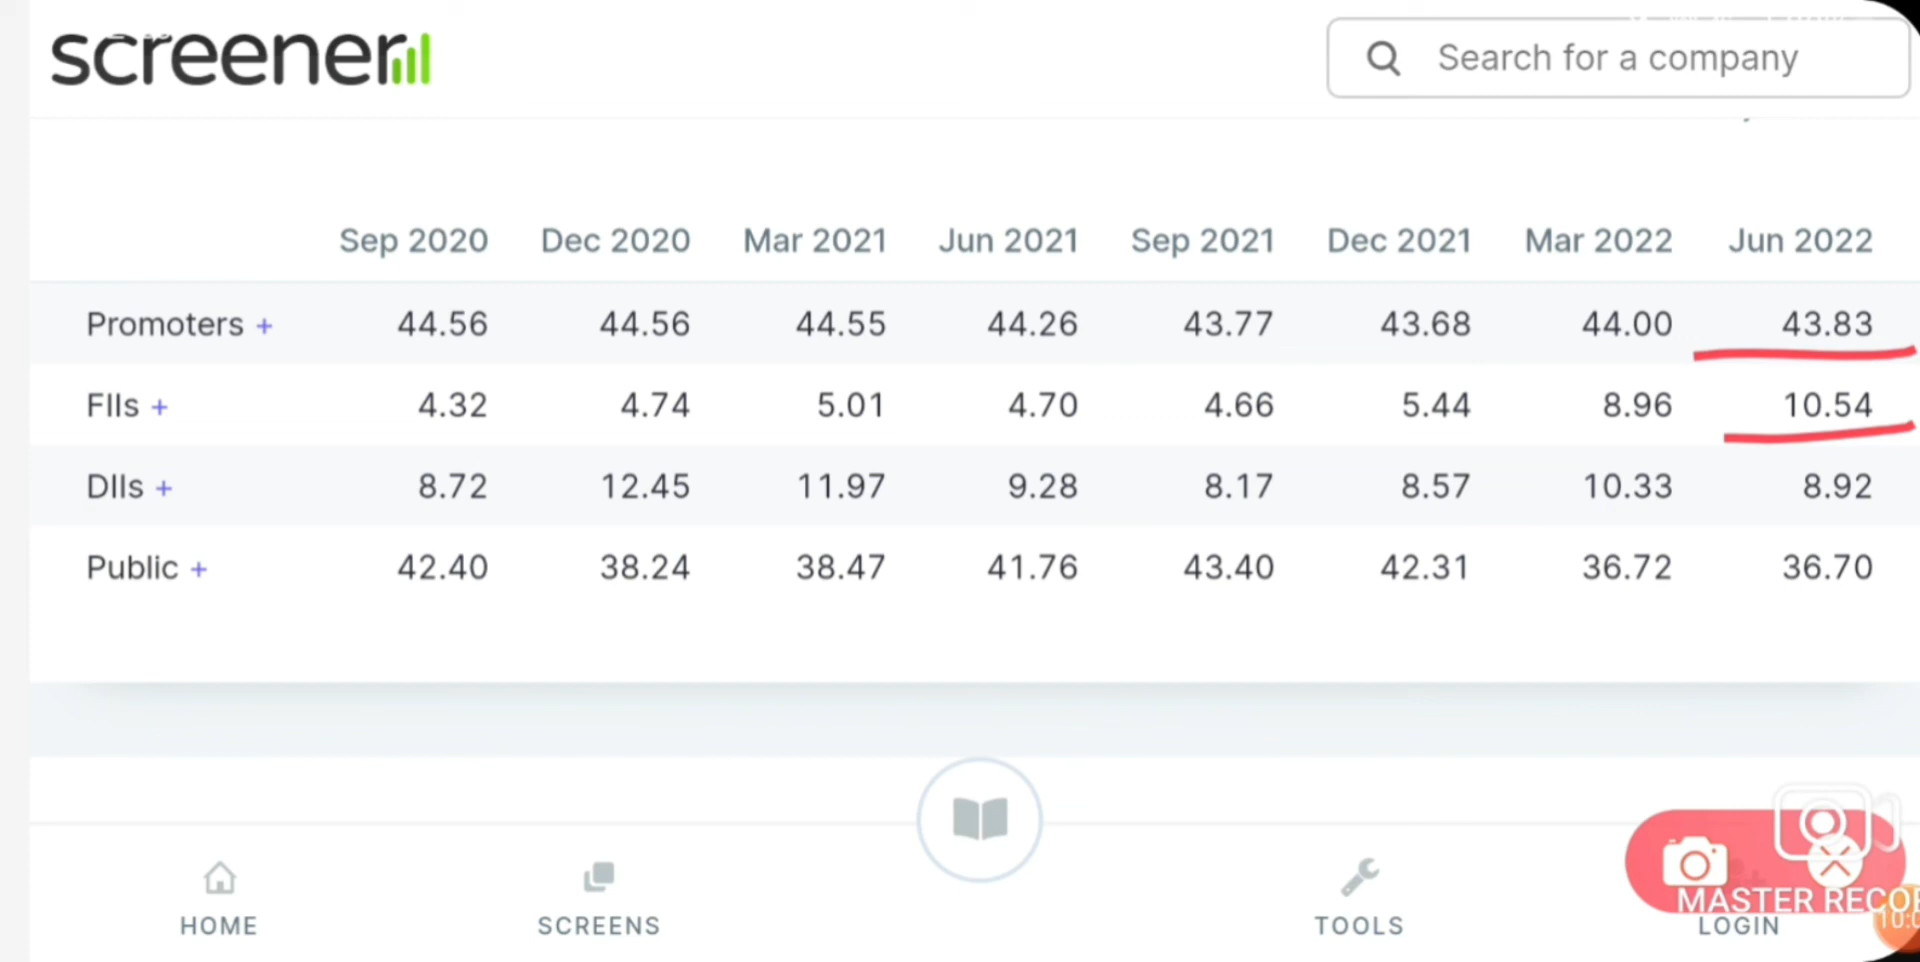 screener
Search for a company
Sep 2020 Dec 2020 Mar 2021 Jun 2021 Sep 2021 Dec 2021 Mar 2022 Jun 2022
Promoters + 44.56 44.56 44.55 44.26 43.77 43.68 44.00 43.83
FIIs + 4.32 4.74 5.01 4.70 4.66 5.44 8.96 10.54
DIIs + 8.72 12.45 11.97 9.28 8.17 8.57 10.33 8.92
Public + 42.40 38.24 38.47 41.76 43.40 42.31 36.72 36.70
MASTER
HOME SCREENS TOOLS LOGIN